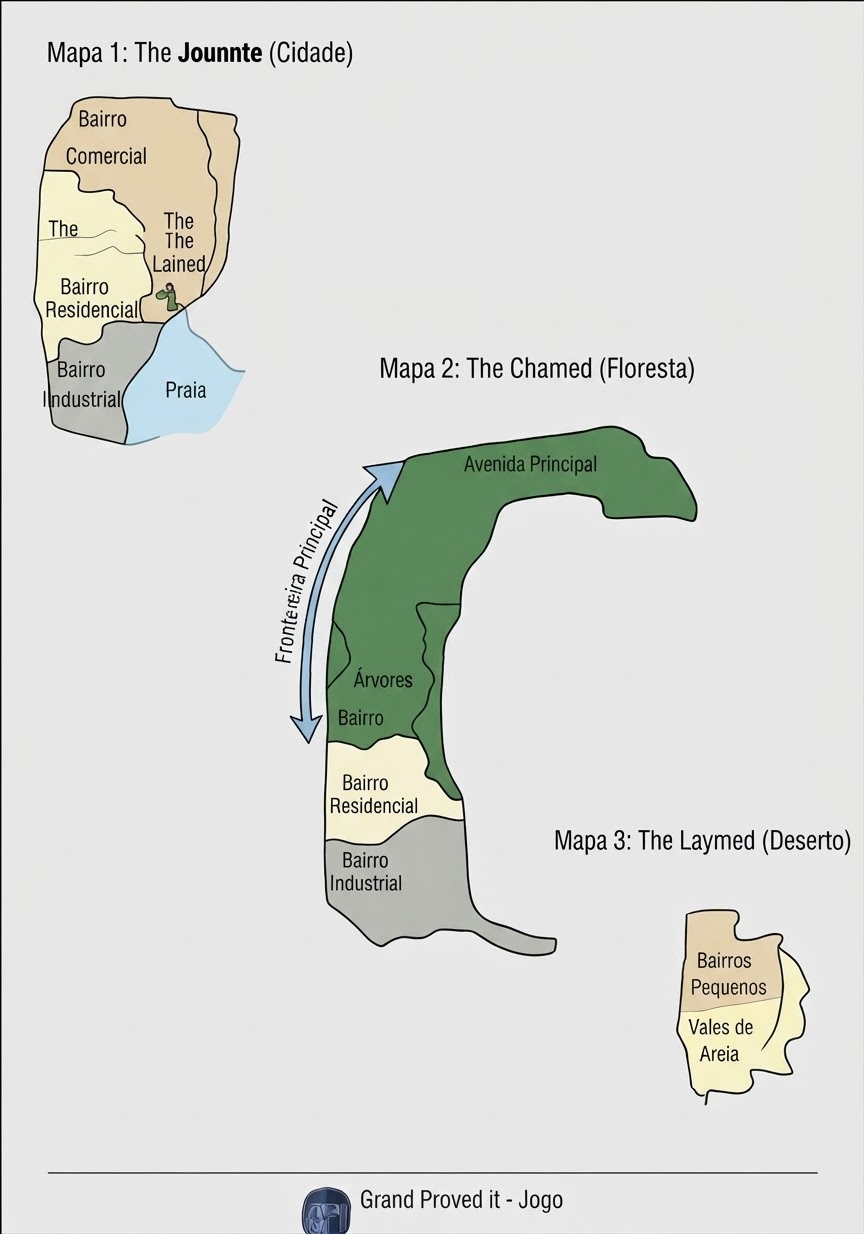 Mapa 1: The Jounnte (Cidade)
Bairro
Comercial
The
The
The
Lained
Bairro
Residencial
Bairro
Industrial
Praia
Mapa 2: The Chamed (Floresta)
Avenida Principal
Fronteneira Principal
Árvores
Bairro
Bairro
Residencial
Bairro
Industrial
Mapa 3: The Laymed (Deserto)
Bairros
Pequenos
Vales de
Areia
Grand Proved it - Jogo